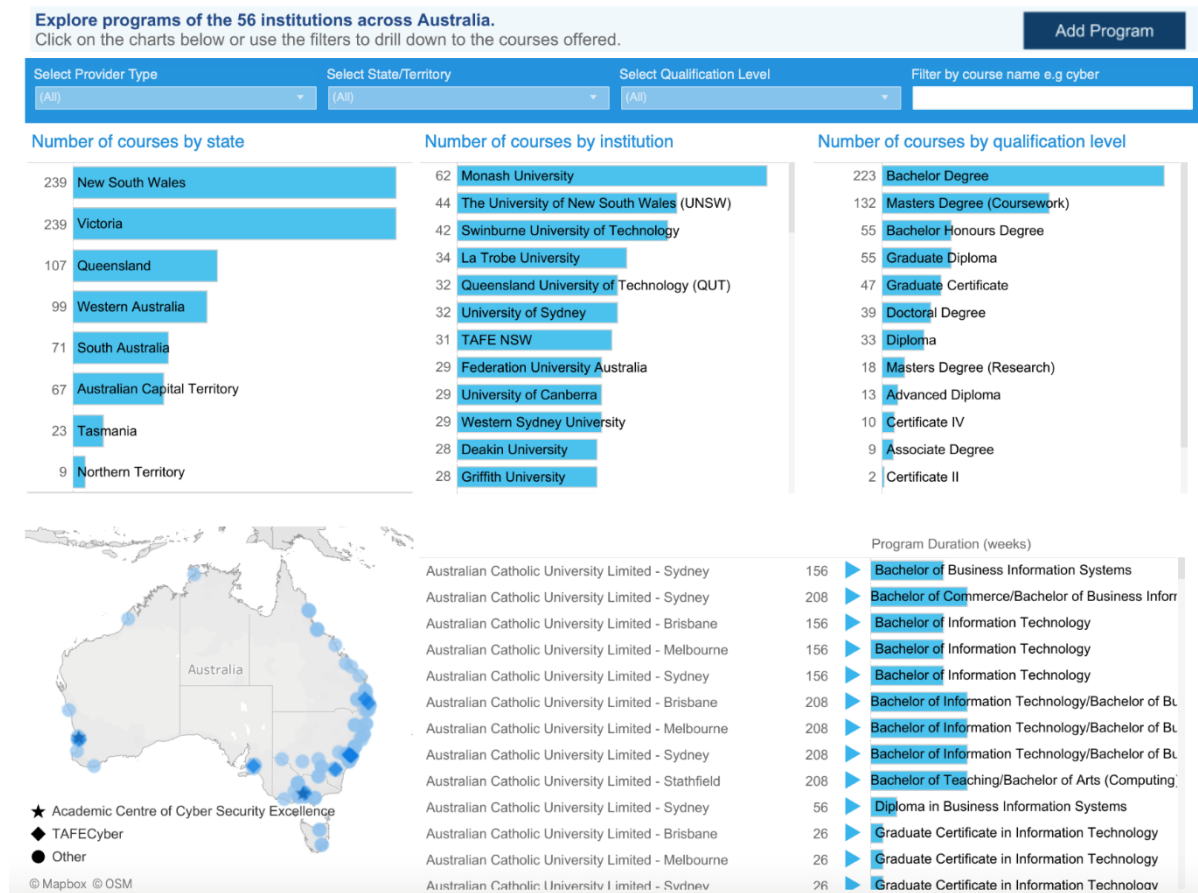 Explore programs of the 56 institutions across Australia.
Click on the charts below or use the filters to drill down to the courses offered.
Add Program
Select Provider Type
(All)
Select State/Territory
(All)
Select Qualification Level
(All)
Filter by course name e.g cyber
Number of courses by state
239 New South Wales
239 Victoria
107 Queensland
99 Western Australia
71 South Australia
67 Australian Capital Territory
23 Tasmania
9 Northern Territory
Number of courses by institution
62 Monash University
44 The University of New South Wales (UNSW)
42 Swinburne University of Technology
34 La Trobe University
32 Queensland University of Technology (QUT)
32 University of Sydney
31 TAFE NSW
29 Federation University Australia
29 University of Canberra
29 Western Sydney University
28 Deakin University
28 Griffith University
Number of courses by qualification level
223 Bachelor Degree
132 Masters Degree (Coursework)
55 Bachelor Honours Degree
55 Graduate Diploma
47 Graduate Certificate
39 Doctoral Degree
33 Diploma
18 Masters Degree (Research)
13 Advanced Diploma
10 Certificate IV
9 Associate Degree
2 Certificate II
Australia
Academic Centre of Cyber Security Excellence
TAFECyber
Other
© Mapbox © OSM
Program Duration (weeks)
Australian Catholic University Limited - Sydney 156 Bachelor of Business Information Systems
Australian Catholic University Limited - Sydney 208 Bachelor of Commerce/Bachelor of Business Inforr
Australian Catholic University Limited - Brisbane 156 Bachelor of Information Technology
Australian Catholic University Limited - Melbourne 156 Bachelor of Information Technology
Australian Catholic University Limited - Sydney 156 Bachelor of Information Technology
Australian Catholic University Limited - Brisbane 208 Bachelor of Information Technology/Bachelor of Bu
Australian Catholic University Limited - Melbourne 208 Bachelor of Information Technology/Bachelor of Bu
Australian Catholic University Limited - Sydney 208 Bachelor of Information Technology/Bachelor of Bu
Australian Catholic University Limited - Stathfield 208 Bachelor of Teaching/Bachelor of Arts (Computing)
Australian Catholic University Limited - Sydney 56 Diploma in Business Information Systems
Australian Catholic University Limited - Brisbane 26 Graduate Certificate in Information Technology
Australian Catholic University Limited - Melbourne 26 Graduate Certificate in Information Technology
Australian Catholic University Limited - Sydney 26 Graduate Certificate in Information Technology